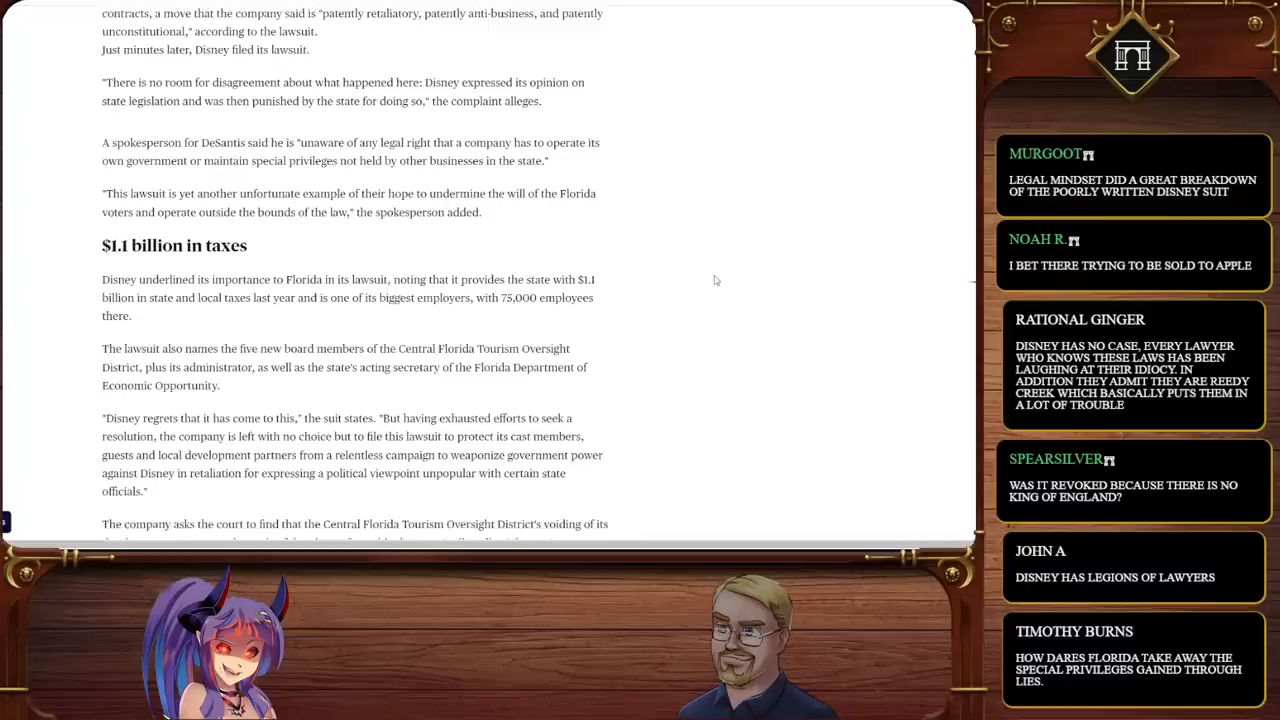 contracts, a move that the company said is "patently retaliatory, patently anti-business, and patently
unconstitutional," according to the lawsuit.
Just minutes later, Disney filed its lawsuit.
"There is no room for disagreement about what happened here: Disney expressed its opinion on
state legislation and was then punished by the state for doing so," the complaint alleges.
A spokesperson for DeSantis said he is "unaware of any legal right that a company has to operate its
own government or maintain special privileges not held by other businesses in the state."
"This lawsuit is yet another unfortunate example of their hope to undermine the will of the Florida
voters and operate outside the bounds of the law," the spokesperson added.
$1.1 billion in taxes
Disney underlined its importance to Florida in its lawsuit, noting that it provides the state with $1.1
billion in state and local taxes last year and is one of its biggest employers, with 75,000 employees
there.
The lawsuit also names the five new board members of the Central Florida Tourism Oversight
District, plus its administrator, as well as the state's acting secretary of the Florida Department of
Economic Opportunity.
"Disney regrets that it has come to this," the suit states. "But having exhausted efforts to seek a
resolution, the company is left with no choice but to file this lawsuit to protect its cast members,
guests and local development partners from a relentless campaign to weaponize government power
against Disney in retaliation for expressing a political viewpoint unpopular with certain state
officials."
The company asks the court to find that the Central Florida Tourism Oversight District's voiding of its
MURGOOT
LEGAL MINDSET DID A GREAT BREAKDOWN
OF THE POORLY WRITTEN DISNEY SUIT
NOAH R.
I BET THERE TRYING TO BE SOLD TO APPLE
RATIONAL GINGER
DISNEY HAS NO CASE, EVERY LAWYER
WHO KNOWS THESE LAWS HAS BEEN
LAUGHING AT THEIR IDIOCY. IN
ADDITION THEY ADMIT THEY ARE REEDY
CREEK WHICH BASICALLY PUTS THEM IN
A LOT OF TROUBLE
SPEARSILVER
WAS IT REVOKED BECAUSE THERE IS NO
KING OF ENGLAND?
JOHN A
DISNEY HAS LEGIONS OF LAWYERS
TIMOTHY BURNS
HOW DARES FLORIDA TAKE AWAY THE
SPECIAL PRIVILEGES GAINED THROUGH
LIES.